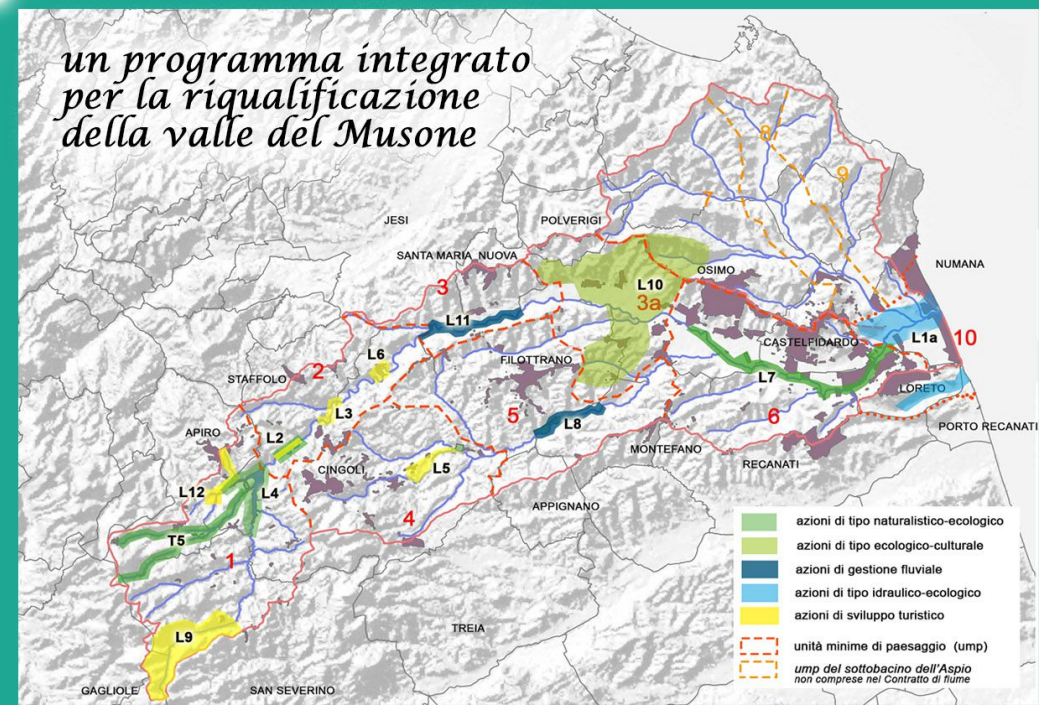 un programma integrato
per la riqualificazione
della valle del Musone
8
9
7
JESI
POLVERIGI
SANTA MARIA NUOVA
NUMANA
OSIMO
3
L10
3a
L11
CASTELFIDARDO
L1a
10
L6
FILOTTRANO
2
STAFFOLO
L7
LORETO
L3
5
L8
6
APIRO
L2
PORTO RECANATI
MONTEFANO
RECANATI
CINGOLI
L5
L12
L4
APPIGNANO
4
T5
1
TREIA
L9
GAGLIOLE
SAN SEVERINO
azioni di tipo naturalistico-ecologico
azioni di tipo ecologico-culturale
azioni di gestione fluviale
azioni di tipo idraulico-ecologico
azioni di sviluppo turistico
unità minime di paesaggio (ump)
ump del sottobacino dell'Aspio
non comprese nel Contratto di fiume